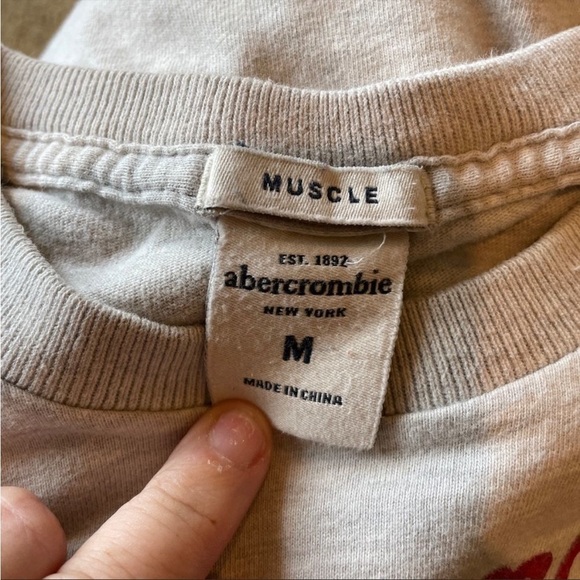 MUSCLE
EST. 1892
abercrombie
NEW YORK
M
MADE IN CHINA